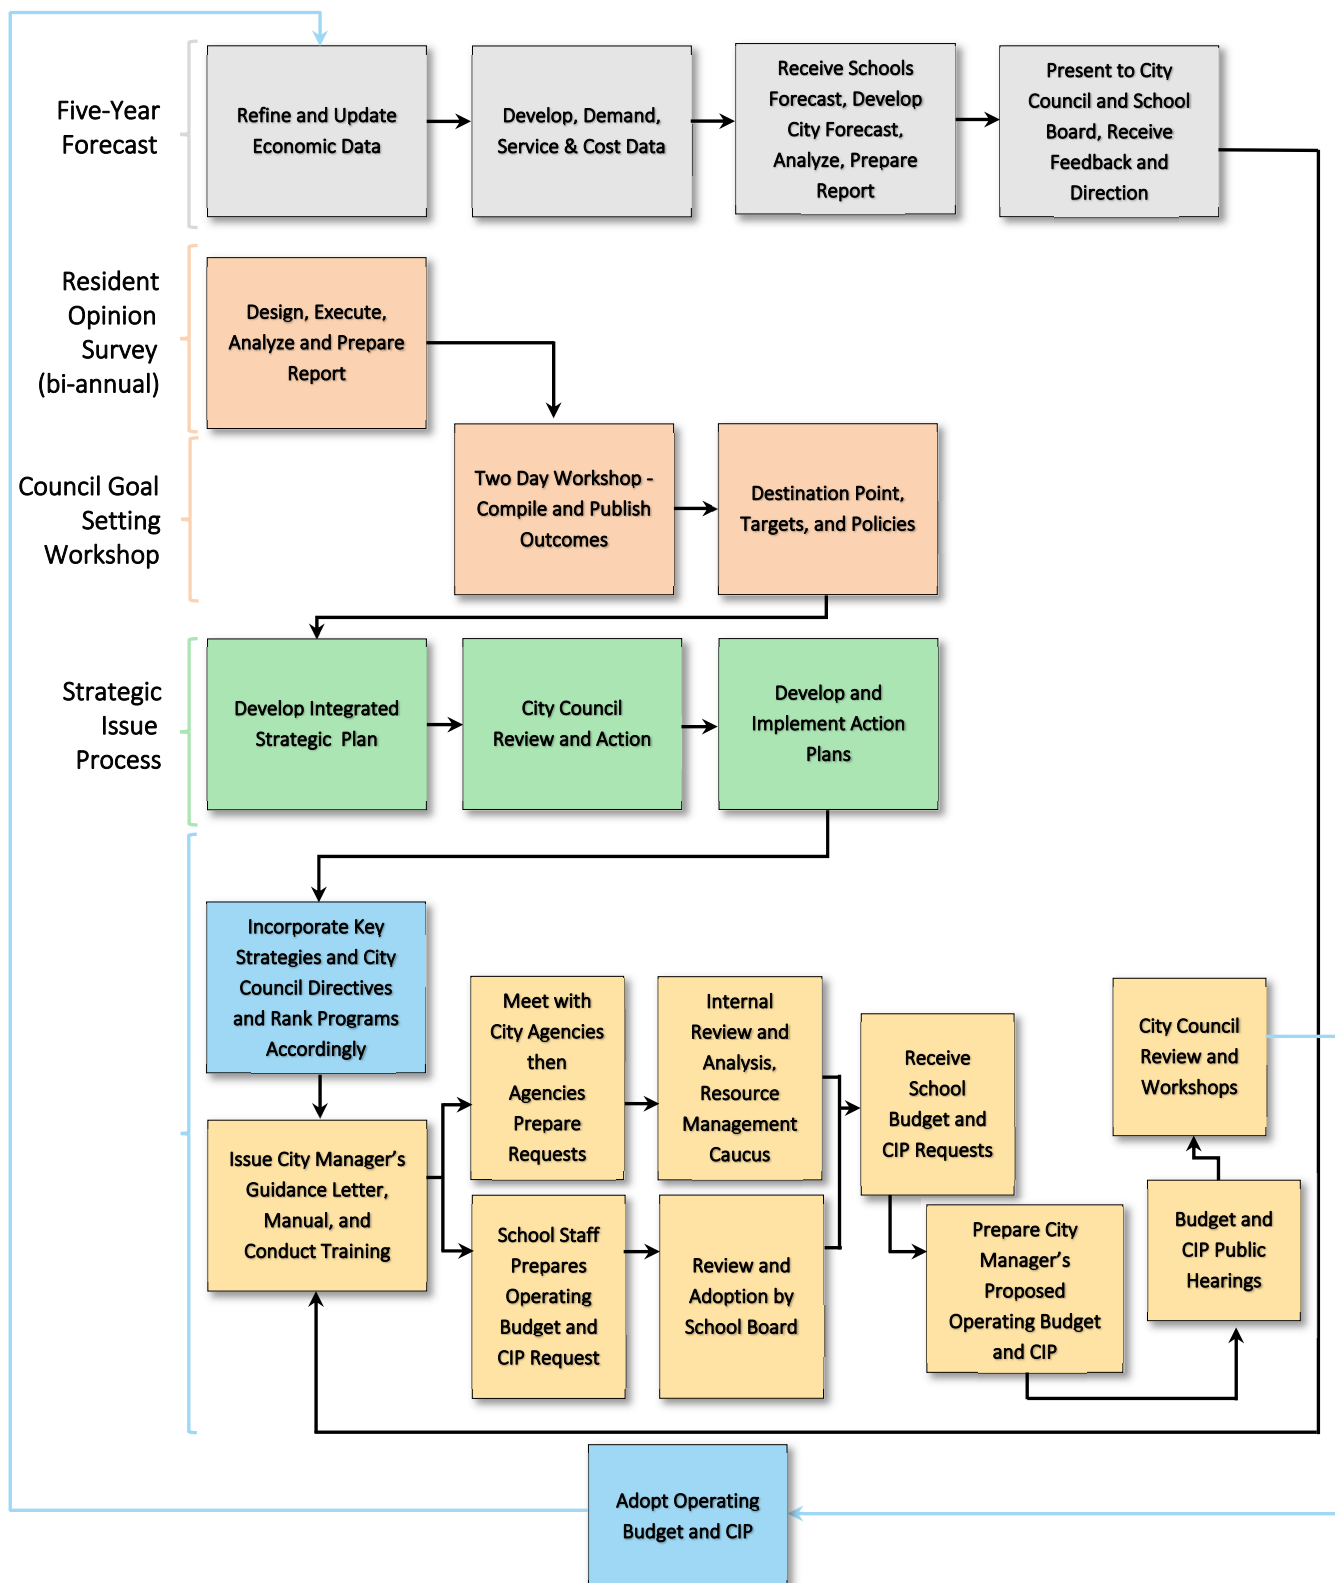 Five-Year
Forecast
Refine and Update
Economic Data
Develop, Demand,
Service & Cost Data
Receive Schools
Forecast, Develop
City Forecast,
Analyze, Prepare
Report
Present to City
Council and School
Board, Receive
Feedback and
Direction
Resident
Opinion
Survey
(bi-annual)
Design, Execute,
Analyze and Prepare
Report
Council Goal
Setting
Workshop
Two Day Workshop -
Compile and Publish
Outcomes
Destination Point,
Targets, and Policies
Strategic
Issue
Process
Develop Integrated
Strategic Plan
City Council
Review and Action
Develop and
Implement Action
Plans
Incorporate Key
Strategies and City
Council Directives
and Rank Programs
Accordingly
Issue City Manager’s
Guidance Letter,
Manual, and
Conduct Training
Meet with
City Agencies
then
Agencies
Prepare
Requests
Internal
Review and
Analysis,
Resource
Management
Caucus
School Staff
Prepares
Operating
Budget and
CIP Request
Review and
Adoption by
School Board
Receive
School
Budget and
CIP Requests
Prepare City
Manager’s
Proposed
Operating Budget
and CIP
Budget and
CIP Public
Hearings
City Council
Review and
Workshops
Adopt Operating
Budget and CIP